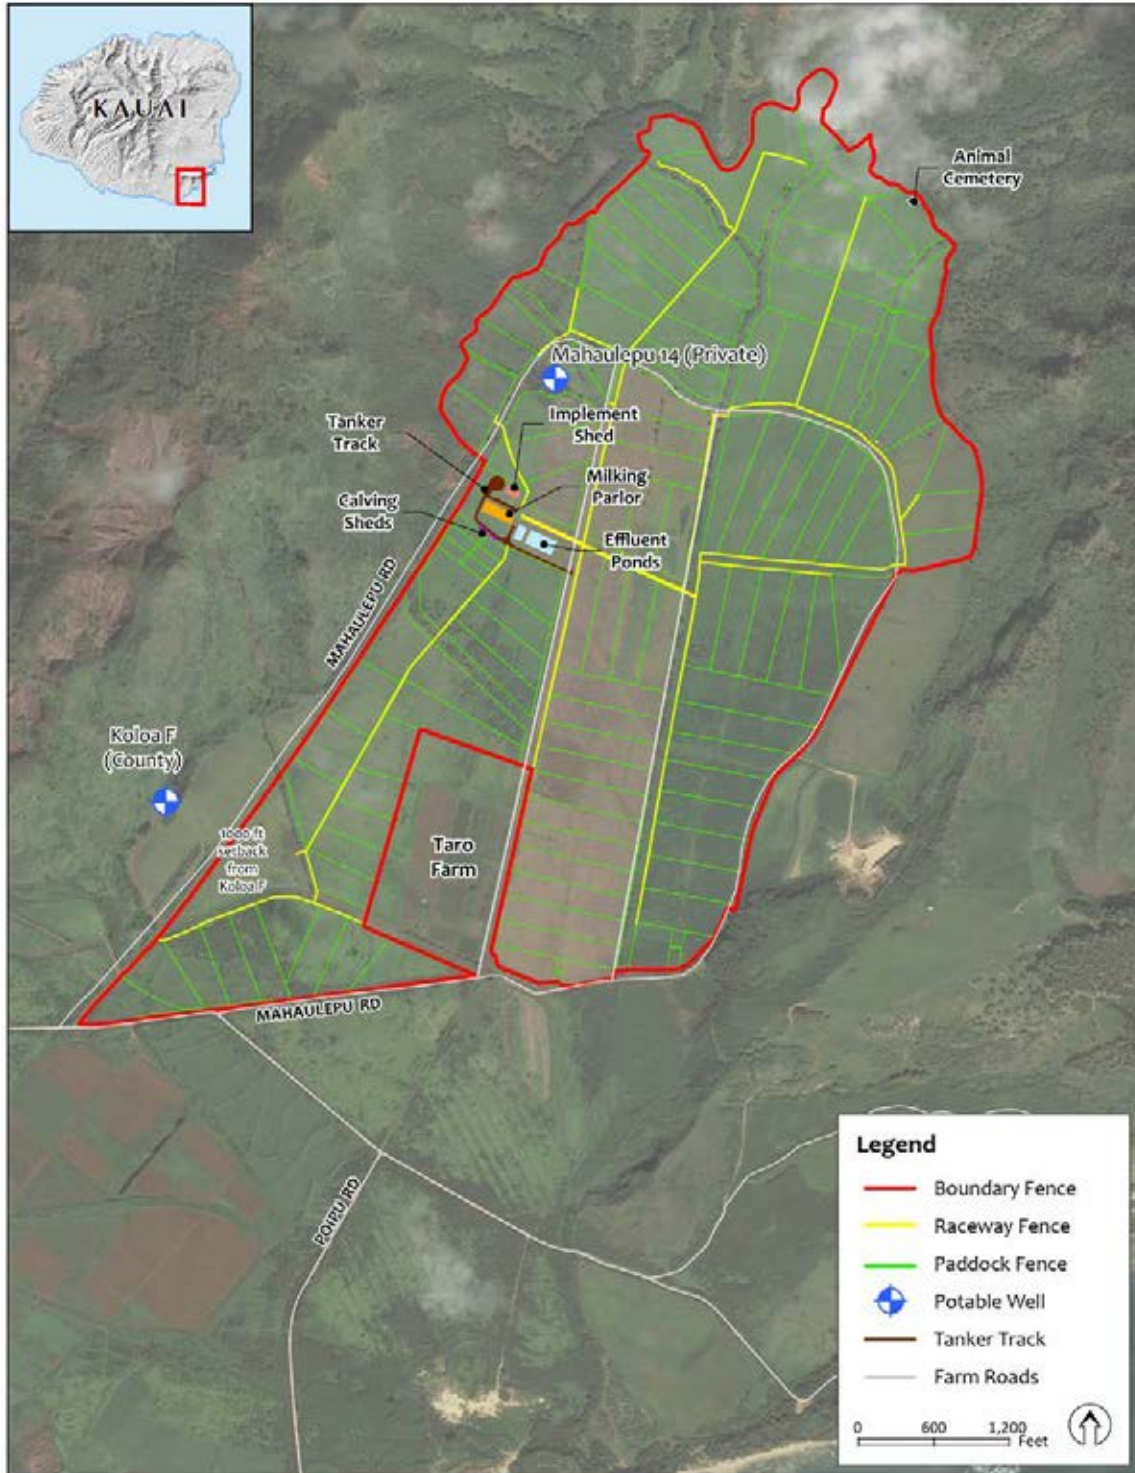 KAUAI
Animal
Cemetery
Mahaulepu 14 (Private)
Tanker
Track
Implement
Shed
Milking
Parlor
Calving
Sheds
Effluent
Ponds
MAHAULEPU RD
Koloa F
(County)
1000 ft
setback
from
Koloa F
Taro
Farm
MAHAULEPU RD
POIPU RD
Legend
Boundary Fence
Raceway Fence
Paddock Fence
Potable Well
Tanker Track
Farm Roads
0 600 1,200
Feet